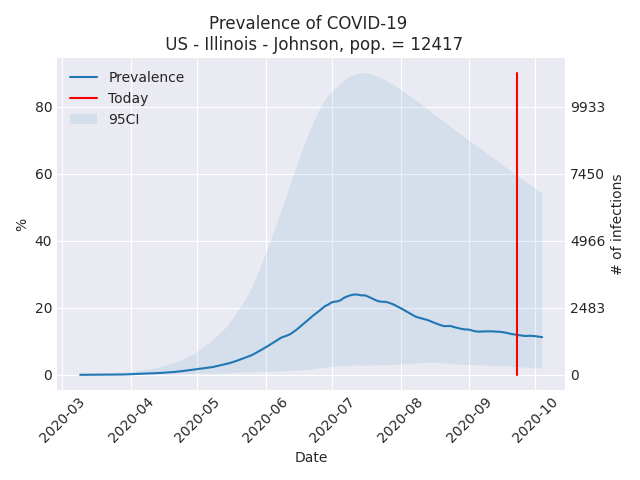 Prevalence of COVID-19
US - Illinois - Johnson, pop. = 12417
Prevalence
Today
95CI
80
60
40
20
0
%
9933
7450
4966
2483
0
# of infections
2020-03
2020-04
2020-05
2020-06
2020-07
2020-08
2020-09
2020-10
Date